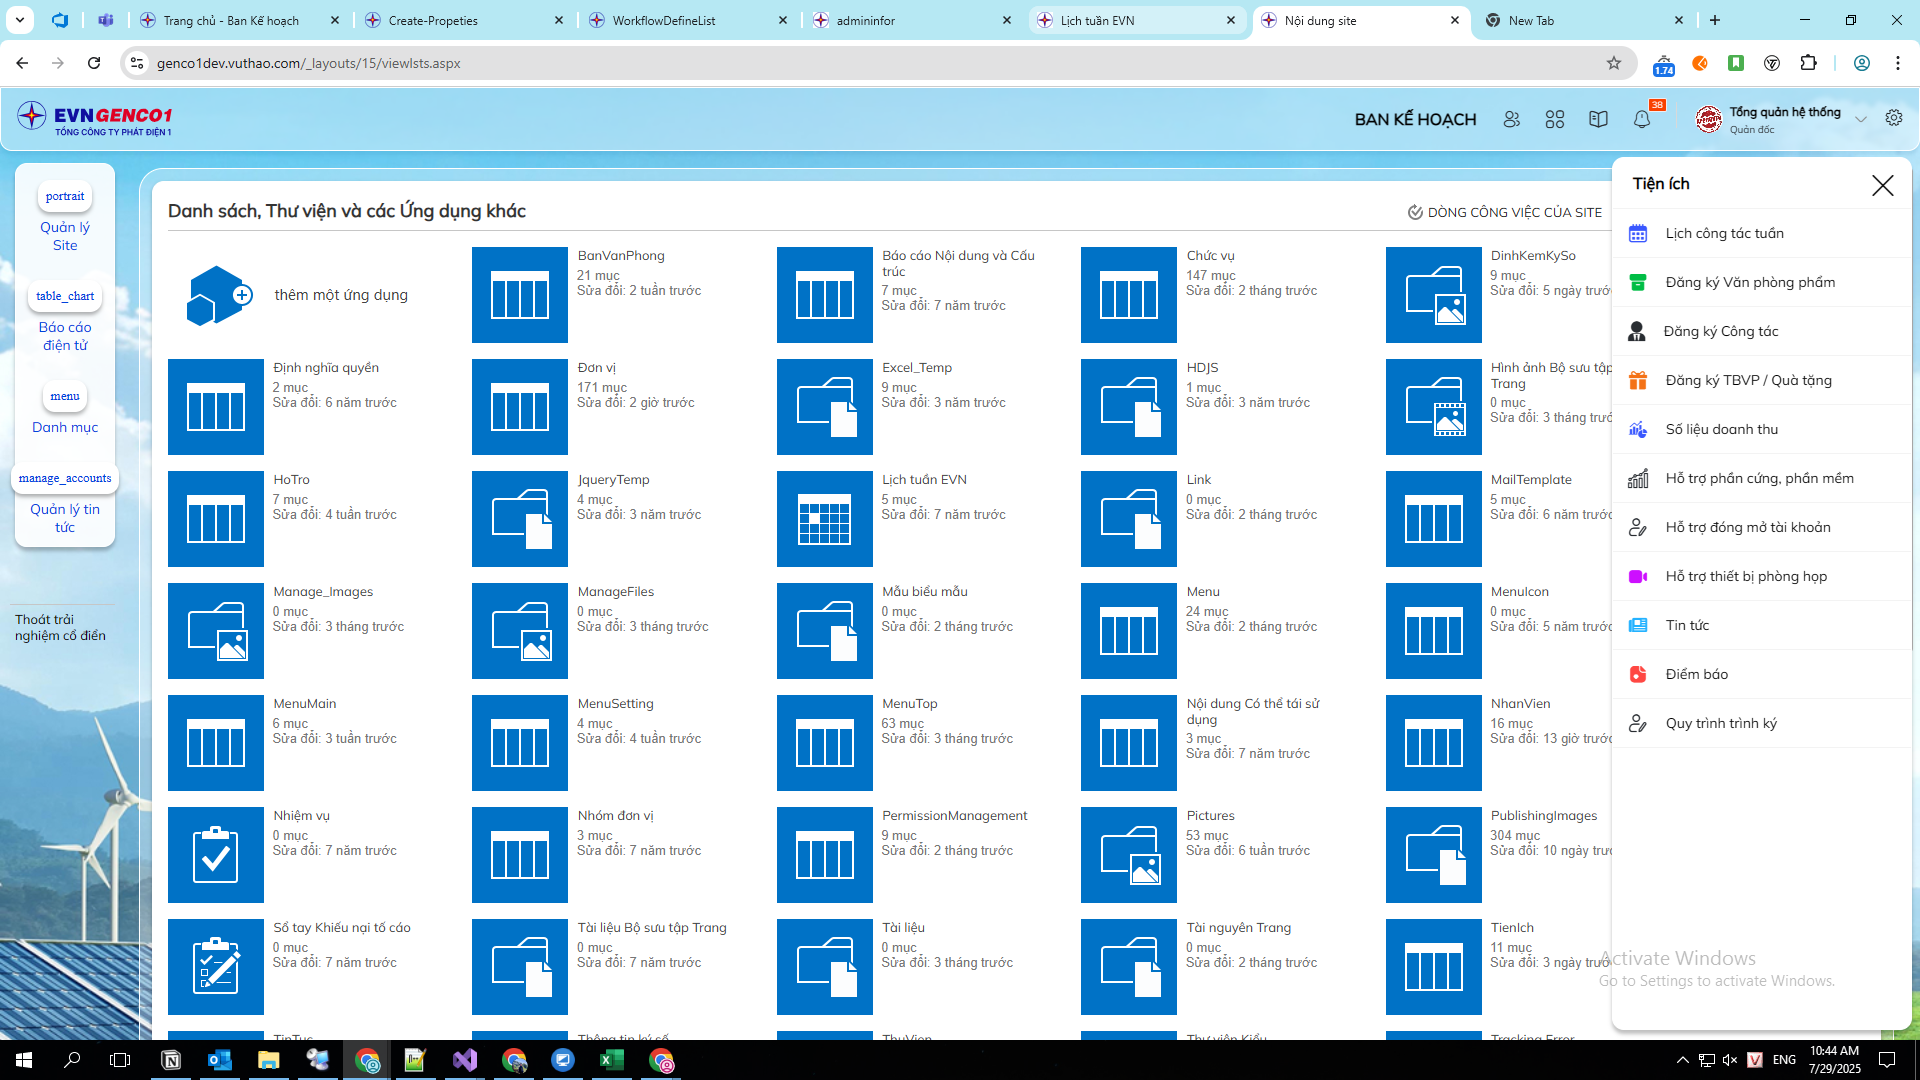 Trang chủ - Ban Kế hoạch
Create-Propeties
WorkflowDefineList
admininfor
Lịch tuần EVN
Nội dung site
New Tab
genco1dev.vuthao.com/_layouts/15/viewlsts.aspx
1.74
EVNGENCO1
TỔNG CÔNG TY PHÁT ĐIỆN 1
BAN KẾ HOẠCH
38
Tổng quản hệ thống
Quản đốc
portrait
Quản lý
Site
table_chart
Báo cáo
điện tử
menu
Danh mục
manage_accounts
Quản lý tin
tức
Thoát trải
nghiệm cổ điển
Danh sách, Thư viện và các Ứng dụng khác
DÒNG CÔNG VIỆC CỦA SITE
thêm một ứng dụng
BanVanPhong
21 mục
Sửa đổi: 2 tuần trước
Báo cáo Nội dung và Cấu
trúc
7 mục
Sửa đổi: 7 năm trước
Chức vụ
147 mục
Sửa đổi: 2 tháng trước
DinhKemKySo
9 mục
Sửa đổi: 5 ngày trước
Định nghĩa quyền
2 mục
Sửa đổi: 6 năm trước
Đơn vị
171 mục
Sửa đổi: 2 giờ trước
Excel_Temp
9 mục
Sửa đổi: 3 năm trước
HDJS
1 mục
Sửa đổi: 3 năm trước
Hình ảnh Bộ sưu tập
Trang
0 mục
Sửa đổi: 3 tháng trước
HoTro
7 mục
Sửa đổi: 4 tuần trước
JqueryTemp
4 mục
Sửa đổi: 3 năm trước
Lịch tuần EVN
5 mục
Sửa đổi: 7 năm trước
Link
0 mục
Sửa đổi: 2 tháng trước
MailTemplate
5 mục
Sửa đổi: 6 năm trước
Manage_Images
0 mục
Sửa đổi: 3 tháng trước
ManageFiles
0 mục
Sửa đổi: 3 tháng trước
Mẫu biểu mẫu
0 mục
Sửa đổi: 2 tháng trước
Menu
24 mục
Sửa đổi: 2 tháng trước
MenuIcon
0 mục
Sửa đổi: 5 năm trước
MenuMain
6 mục
Sửa đổi: 3 tuần trước
MenuSetting
4 mục
Sửa đổi: 4 tuần trước
MenuTop
63 mục
Sửa đổi: 3 tháng trước
Nội dung Có thể tái sử
dụng
3 mục
Sửa đổi: 7 năm trước
NhanVien
16 mục
Sửa đổi: 13 giờ trước
Nhiệm vụ
0 mục
Sửa đổi: 7 năm trước
Nhóm đơn vị
3 mục
Sửa đổi: 7 năm trước
PermissionManagement
9 mục
Sửa đổi: 2 tháng trước
Pictures
53 mục
Sửa đổi: 6 tuần trước
PublishingImages
304 mục
Sửa đổi: 10 ngày trước
Sổ tay Khiếu nại tố cáo
0 mục
Sửa đổi: 7 năm trước
Tài liệu Bộ sưu tập Trang
0 mục
Sửa đổi: 7 năm trước
Tài liệu
0 mục
Sửa đổi: 3 tháng trước
Tài nguyên Trang
0 mục
Sửa đổi: 2 tháng trước
TienIch
11 mục
Sửa đổi: 3 ngày trước
TinTuc
Thông tin ký số
ThuVien
Thư viện Kiểu
Tracking Error
Tiện ích
Lịch công tác tuần
Đăng ký Văn phòng phẩm
Đăng ký Công tác
Đăng ký TBVP / Quà tặng
Số liệu doanh thu
Hỗ trợ phần cứng, phần mềm
Hỗ trợ đóng mở tài khoản
Hỗ trợ thiết bị phòng họp
Tin tức
Điểm báo
Quy trình trình ký
Activate Windows
Go to Settings to activate Windows.
ENG
10:44 AM
7/29/2025